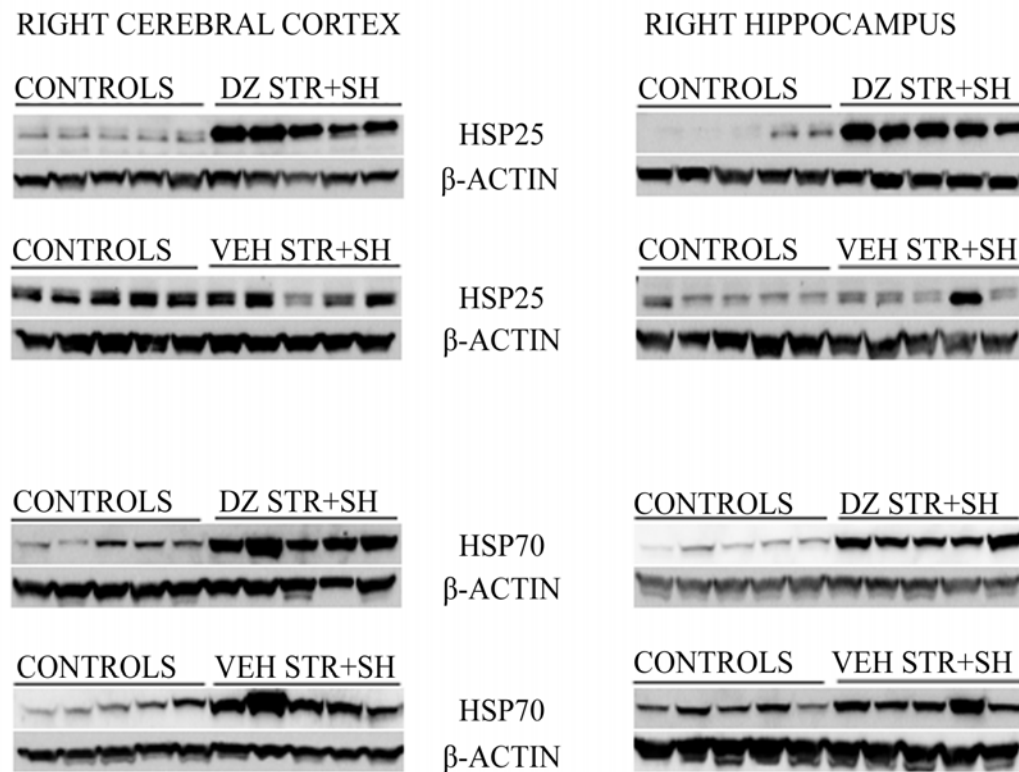 RIGHT CEREBRAL CORTEX RIGHT HIPPOCAMPUS
CONTROLS DZ STR+SH CONTROLS DZ STR+SH
HSP25
β-ACTIN
CONTROLS VEH STR+SH CONTROLS VEH STR+SH
HSP25
β-ACTIN
CONTROLS DZ STR+SH CONTROLS DZ STR+SH
HSP70
β-ACTIN
CONTROLS VEH STR+SH CONTROLS VEH STR+SH
HSP70
β-ACTIN